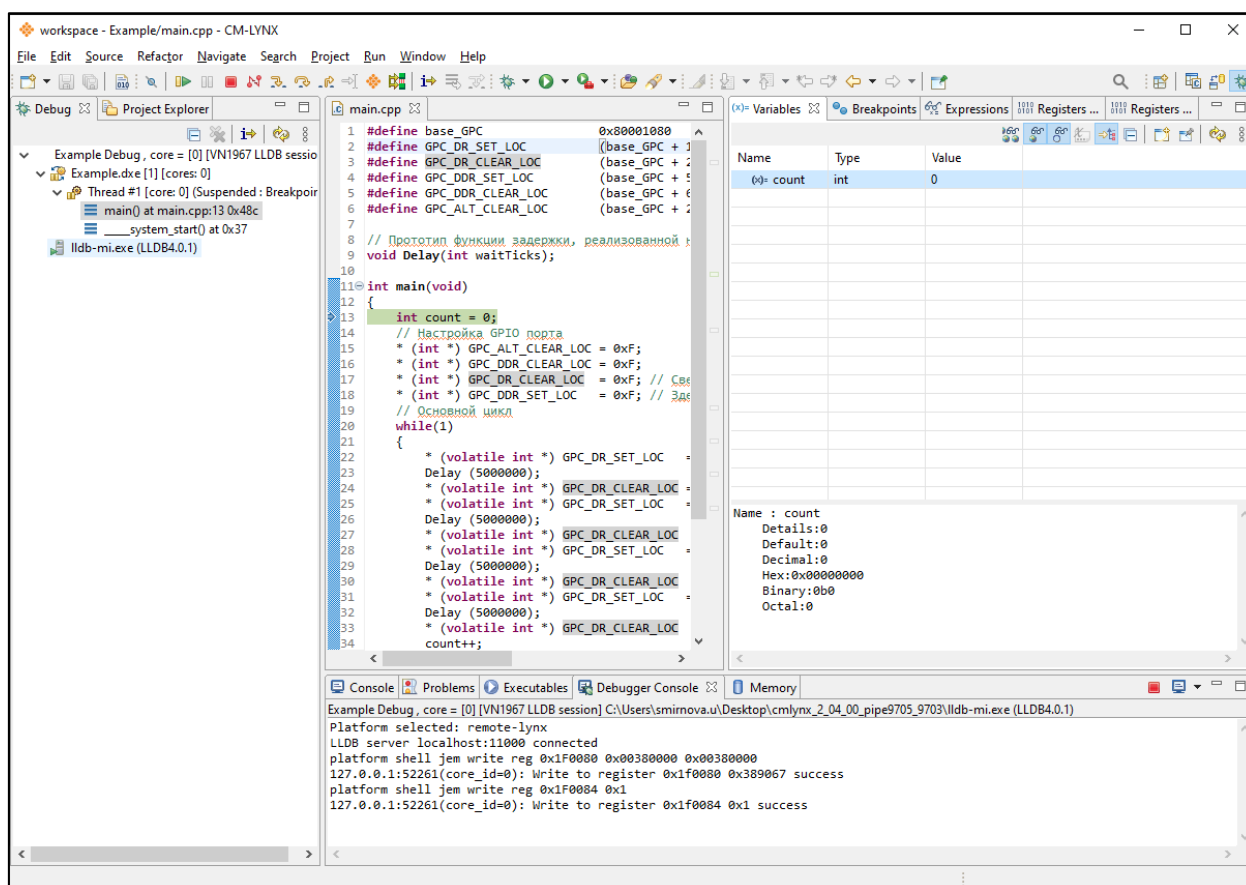 workspace - Example/main.cpp - CM-LYNX
File Edit Source Refactor Navigate Search Project Run Window Help
Debug Project Explorer
Example Debug , core = [0] [VN1967 LLDB sessio
Example.dxe [1] [cores: 0]
Thread #1 [core: 0] (Suspended : Breakpoir
main() at main.cpp:13 0x48c
____system_start() at 0x37
lldb-mi.exe (LLDB4.0.1)
main.cpp
1 #define base_GPC 0x80001080
2 #define GPC_DR_SET_LOC (base_GPC + 1
3 #define GPC_DR_CLEAR_LOC (base_GPC + 2
4 #define GPC_DDR_SET_LOC (base_GPC + 5
5 #define GPC_DDR_CLEAR_LOC (base_GPC + 6
6 #define GPC_ALT_CLEAR_LOC (base_GPC + 2
7
8 // Прототип функции задержки, реализованной н
9 void Delay(int waitTicks);
10
11 int main(void)
12 {
13 int count = 0;
14 // Настройка GPIO порта
15 * (int *) GPC_ALT_CLEAR_LOC = 0xF;
16 * (int *) GPC_DDR_CLEAR_LOC = 0xF;
17 * (int *) GPC_DR_CLEAR_LOC = 0xF; // Све
18 * (int *) GPC_DDR_SET_LOC = 0xF; // Зде
19 // Основной цикл
20 while(1)
21 {
22 * (volatile int *) GPC_DR_SET_LOC =
23 Delay (5000000);
24 * (volatile int *) GPC_DR_CLEAR_LOC =
25 * (volatile int *) GPC_DR_SET_LOC =
26 Delay (5000000);
27 * (volatile int *) GPC_DR_CLEAR_LOC
28 * (volatile int *) GPC_DR_SET_LOC =
29 Delay (5000000);
30 * (volatile int *) GPC_DR_CLEAR_LOC
31 * (volatile int *) GPC_DR_SET_LOC =
32 Delay (5000000);
33 * (volatile int *) GPC_DR_CLEAR_LOC
34 count++;
(x)= Variables Breakpoints Expressions Registers ... Registers ...
Name Type Value
(x)= count int 0
Name : count
Details:0
Default:0
Decimal:0
Hex:0x00000000
Binary:0b0
Octal:0
Console Problems Executables Debugger Console Memory
Example Debug , core = [0] [VN1967 LLDB session] C:\Users\smirnova.u\Desktop\cmlynx_2_04_00_pipe9705_9703\lldb-mi.exe (LLDB4.0.1)
Platform selected: remote-lynx
LLDB server localhost:11000 connected
platform shell jem write reg 0x1F0080 0x00380000 0x00380000
127.0.0.1:52261(core_id=0): Write to register 0x1f0080 0x389067 success
platform shell jem write reg 0x1F0084 0x1
127.0.0.1:52261(core_id=0): Write to register 0x1f0084 0x1 success